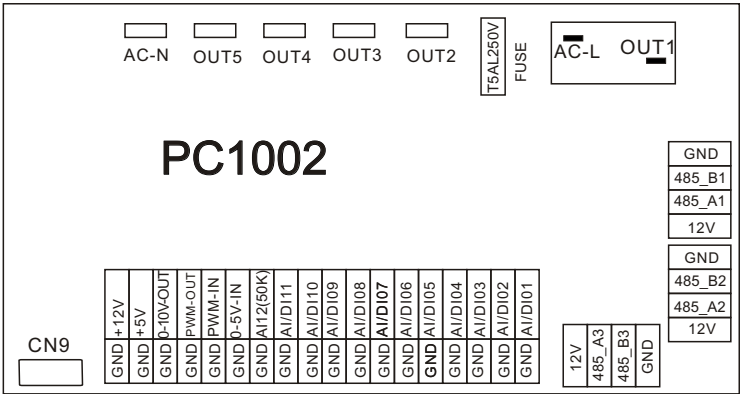 AC-N OUT5 OUT4 OUT3 OUT2 T5AL250V FUSE AC-L OUT1
PC1002
GND
485_B1
485_A1
12V
GND
485_B2
485_A2
12V
+12V +5V 0-10V-OUT PWM-OUT PWM-IN 0-5V-IN AI12(50K) AI/DI11 AI/DI10 AI/DI09 AI/DI08 AI/DI07 AI/DI06 AI/DI05 AI/DI04 AI/DI03 AI/DI02 AI/DI01
GND GND GND GND GND GND GND GND GND GND GND GND GND GND GND GND GND GND
CN9
12V 485_A3 485_B3 GND